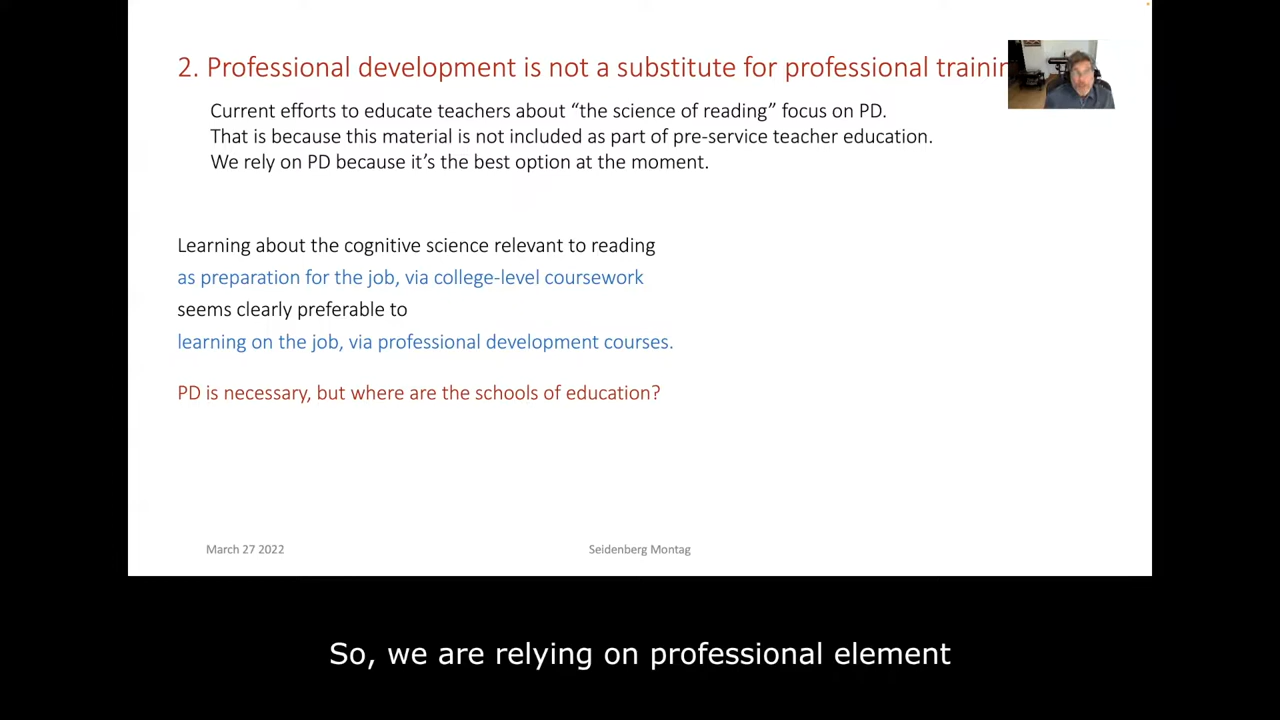 2. Professional development is not a substitute for professional trainin
Current efforts to educate teachers about “the science of reading” focus on PD.
That is because this material is not included as part of pre-service teacher education.
We rely on PD because it’s the best option at the moment.
Learning about the cognitive science relevant to reading
as preparation for the job, via college-level coursework
seems clearly preferable to
learning on the job, via professional development courses.
PD is necessary, but where are the schools of education?
March 27 2022
Seidenberg Montag
So, we are relying on professional element